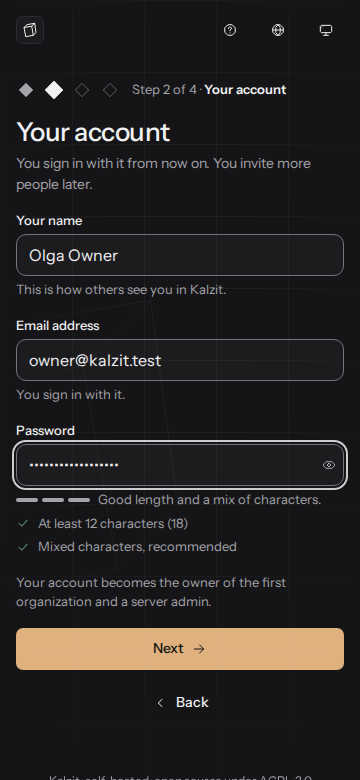 Step 2 of 4 · Your account
Your account
You sign in with it from now on. You invite more
people later.
Your name
Olga Owner
This is how others see you in Kalzit.
Email address
owner@kalzit.test
You sign in with it.
Password
••••••••••••••••••
Good length and a mix of characters.
At least 12 characters (18)
Mixed characters, recommended
Your account becomes the owner of the first
organization and a server admin.
Next
Back